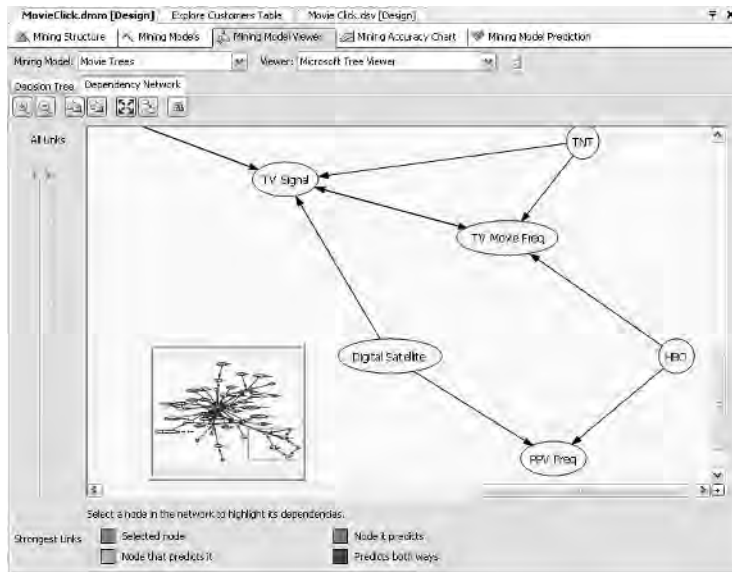 MovieClick.dmm [Design] Explore Customers Table Movie Click.dsv [Design]
Mining Structure Mining Models Mining Model Viewer Mining Accuracy Chart Mining Model Prediction
Mining Model: Movie Trees Viewer: Microsoft Tree Viewer
Decision Tree Dependency Network
All Links
TNT
TV Signal
TV Movie Freq
Digital Satellite
HBO
PPV Freq
Select a node in the network to highlight its dependencies.
Strongest Links
Selected node Node it predicts
Node that predicts it Predicts both ways